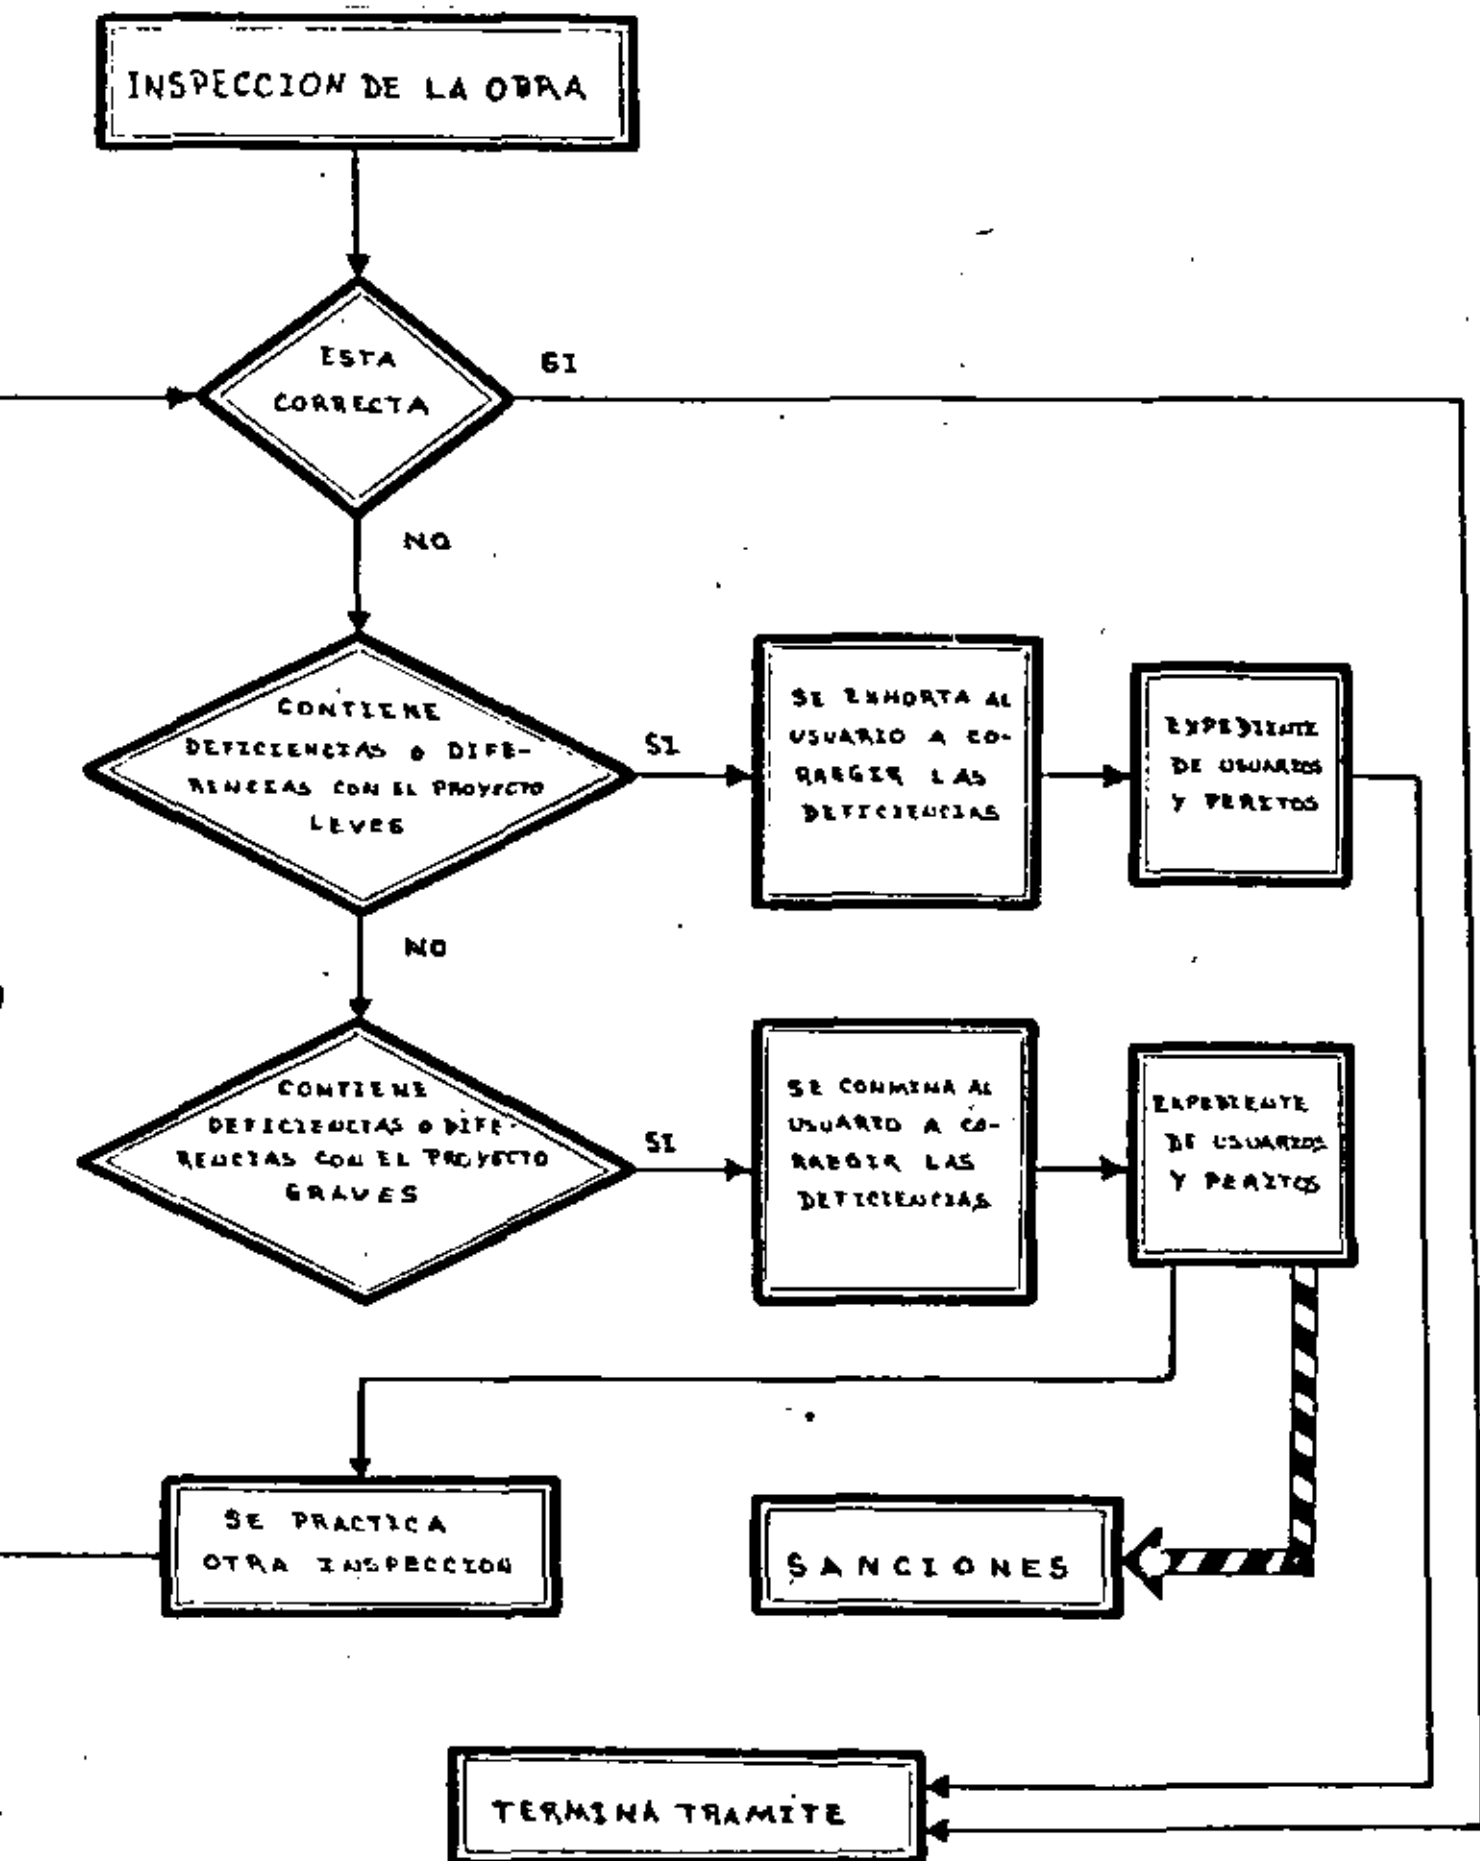 INSPECCION DE LA OBRA
ESTA
CORRECTA
SI
NO
CONTIENE
DEFICIENCIAS O DIFE-
RENCIAS CON EL PROYECTO
LEVES
SI
SE EXHORTA AL
USUARIO A CO-
RREGIR LAS
DEFICIENCIAS
EXPEDIENTE
DE USUARIOS
Y PERITOS
NO
CONTIENE
DEFICIENCIAS O DIFE-
RENCIAS CON EL PROYECTO
GRAVES
SI
SE CONMINA AL
USUARIO A CO-
RREGIR LAS
DEFICIENCIAS
EXPEDIENTE
DE USUARIOS
Y PERITOS
SE PRACTICA
OTRA INSPECCION
SANCIONES
TERMINA TRAMITE